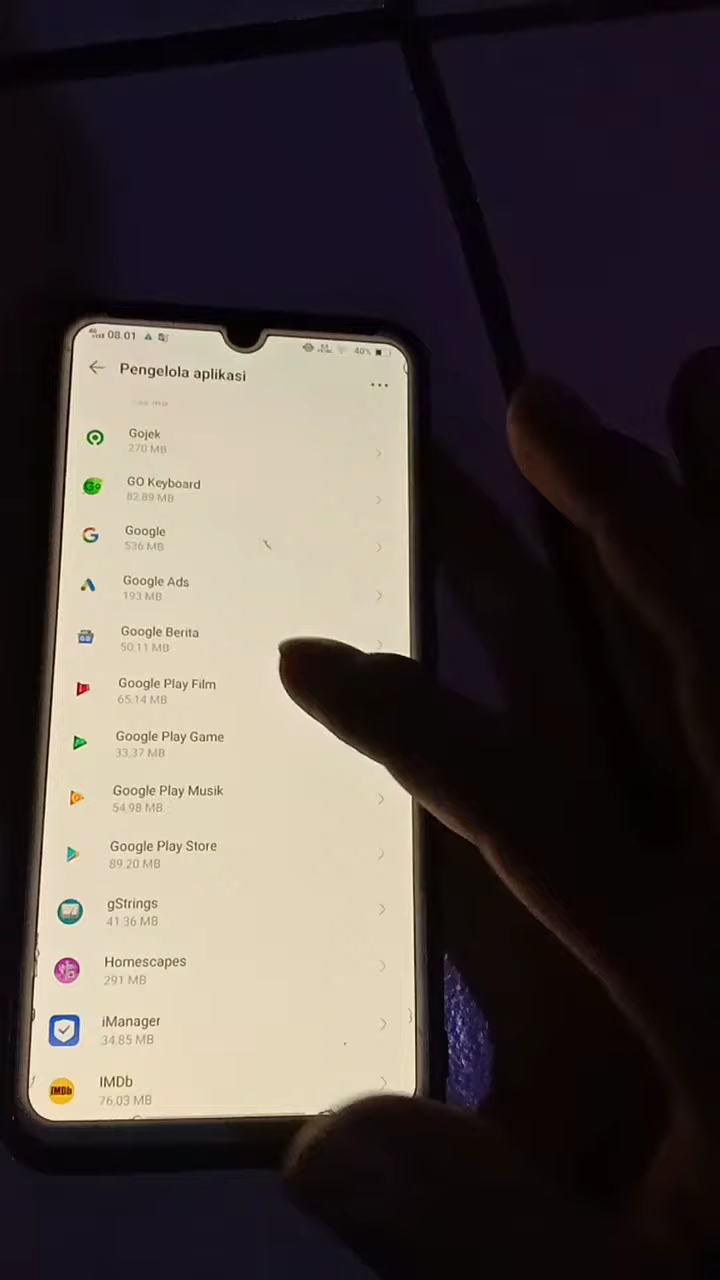 08.01
40%
Pengelola aplikasi
Gojek
270 MB
GO Keyboard
82.89 MB
Google
536 MB
Google Ads
193 MB
Google Berita
50.11 MB
Google Play Film
65.14 MB
Google Play Game
33.37 MB
Google Play Musik
54.98 MB
Google Play Store
89.20 MB
gStrings
41.36 MB
Homescapes
291 MB
iManager
34.85 MB
IMDb
IMDb
76.03 MB